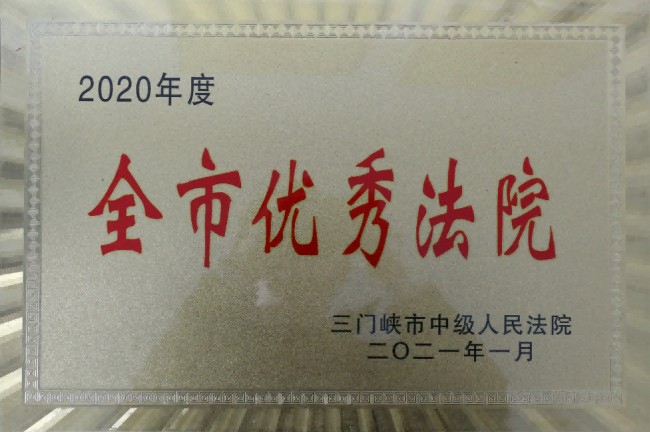 2020年度
全市优秀法院
三门峡市中级人民法院
二〇二一年一月